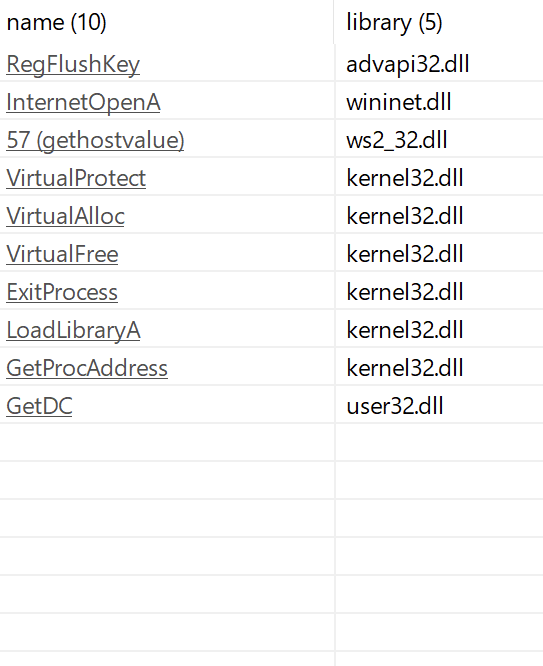 name (10) library (5)
RegFlushKey advapi32.dll
InternetOpenA wininet.dll
57 (gethostvalue) ws2_32.dll
VirtualProtect kernel32.dll
VirtualAlloc kernel32.dll
VirtualFree kernel32.dll
ExitProcess kernel32.dll
LoadLibraryA kernel32.dll
GetProcAddress kernel32.dll
GetDC user32.dll